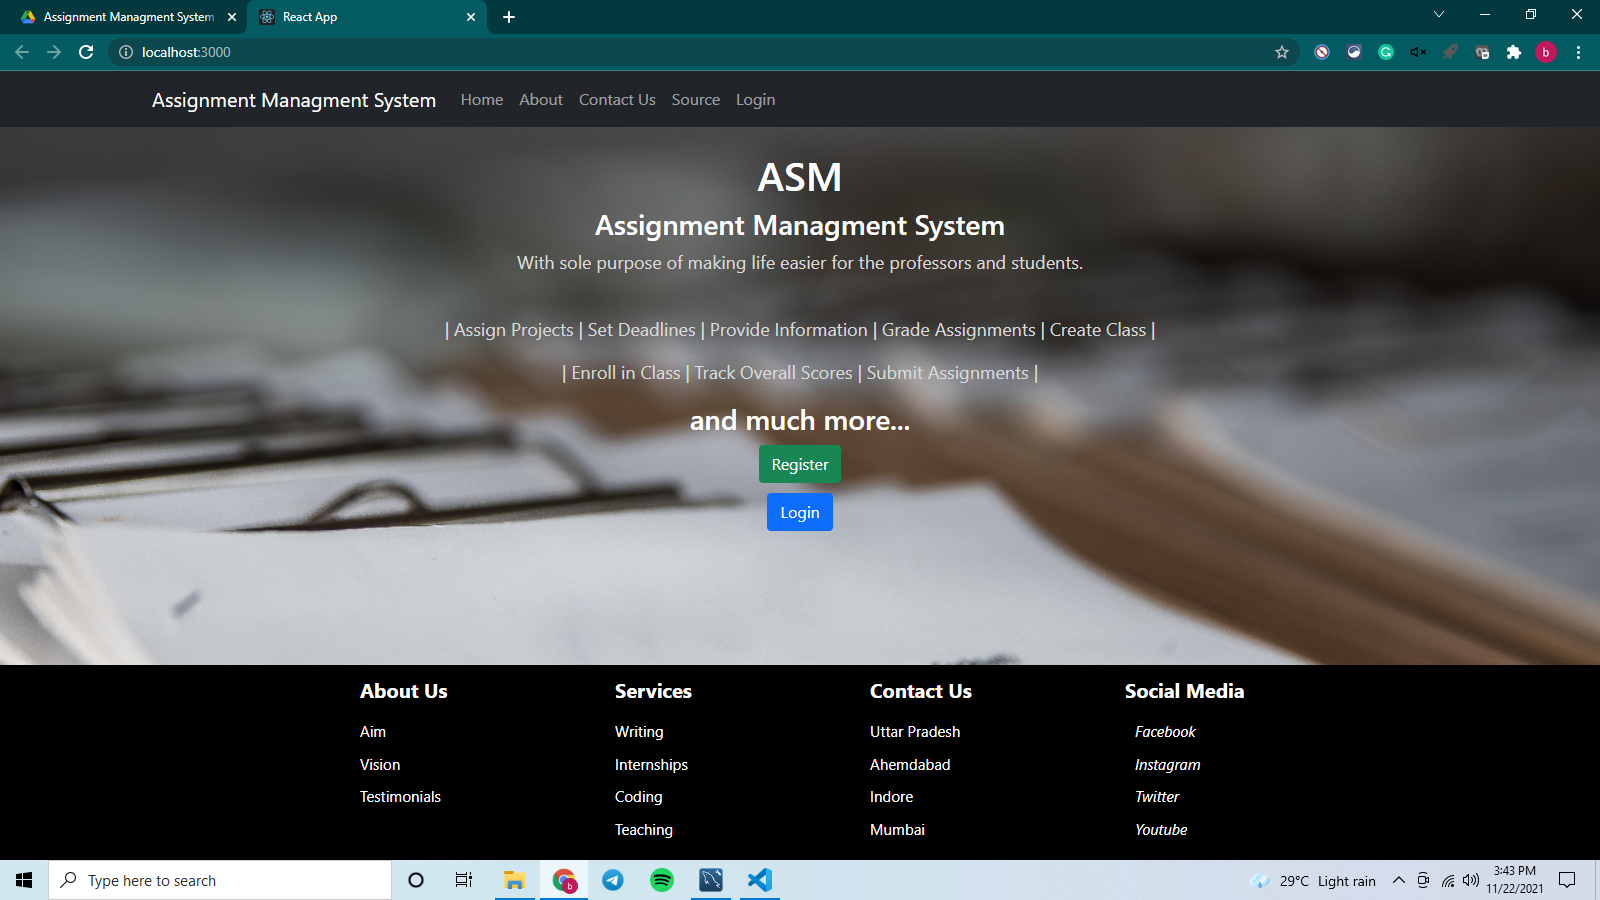 Assignment Managment System
React App
localhost:3000
b
Assignment Managment System
Home About Contact Us Source Login
ASM
Assignment Managment System
With sole purpose of making life easier for the professors and students.
| Assign Projects | Set Deadlines | Provide Information | Grade Assignments | Create Class |
| Enroll in Class | Track Overall Scores | Submit Assignments |
and much more...
Register
Login
About Us Services Contact Us Social Media
Aim Writing Uttar Pradesh Facebook
Vision Internships Ahemdabad Instagram
Testimonials Coding Indore Twitter
Teaching Mumbai Youtube
Type here to search
b
29°C Light rain
3:43 PM
11/22/2021